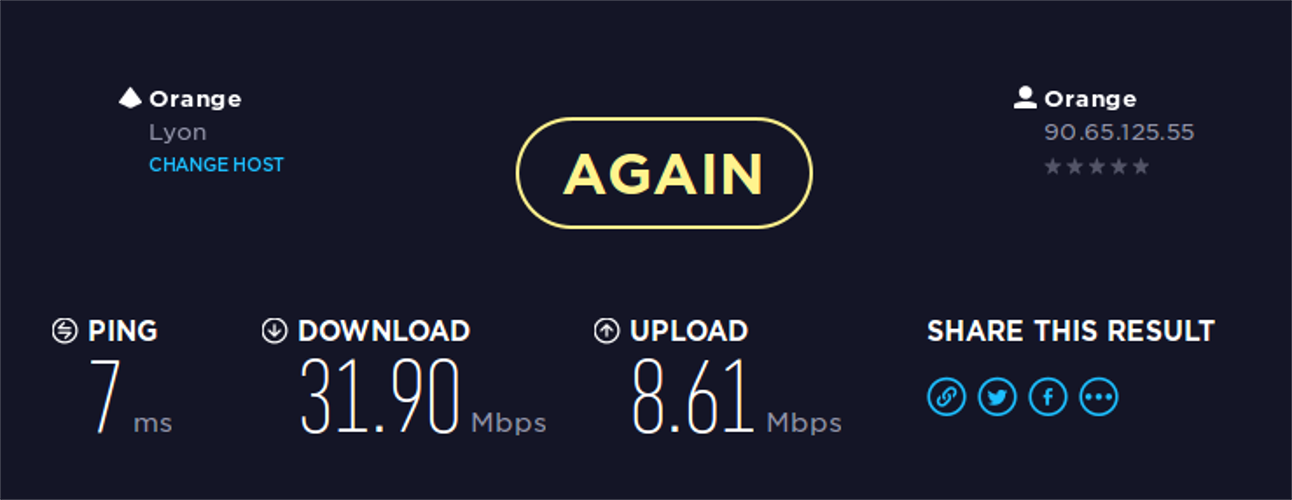 Orange
Lyon
CHANGE HOST
AGAIN
Orange
90.65.125.55
PING
7 ms
DOWNLOAD
31.90 Mbps
UPLOAD
8.61 Mbps
SHARE THIS RESULT